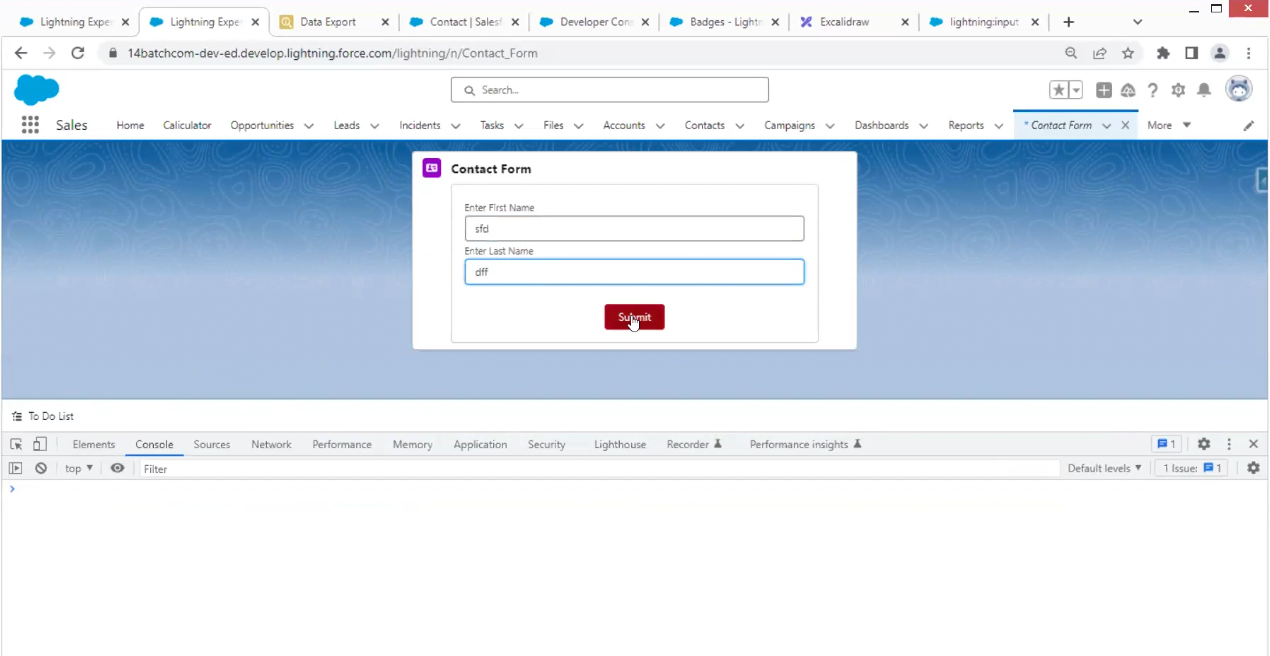 Lightning Expe Lightning Expe Data Export Contact | Salesf Developer Con Badges - Lightn Excalidraw lightning:input
14batchcom-dev-ed.develop.lightning.force.com/lightning/n/Contact_Form
Search...
Sales Home Calculator Opportunities Leads Incidents Tasks Files Accounts Contacts Campaigns Dashboards Reports * Contact Form More
Contact Form
Enter First Name
sfd
Enter Last Name
dff
Submit
To Do List
Elements Console Sources Network Performance Memory Application Security Lighthouse Recorder Performance insights 1
top Filter Default levels 1 Issue: 1